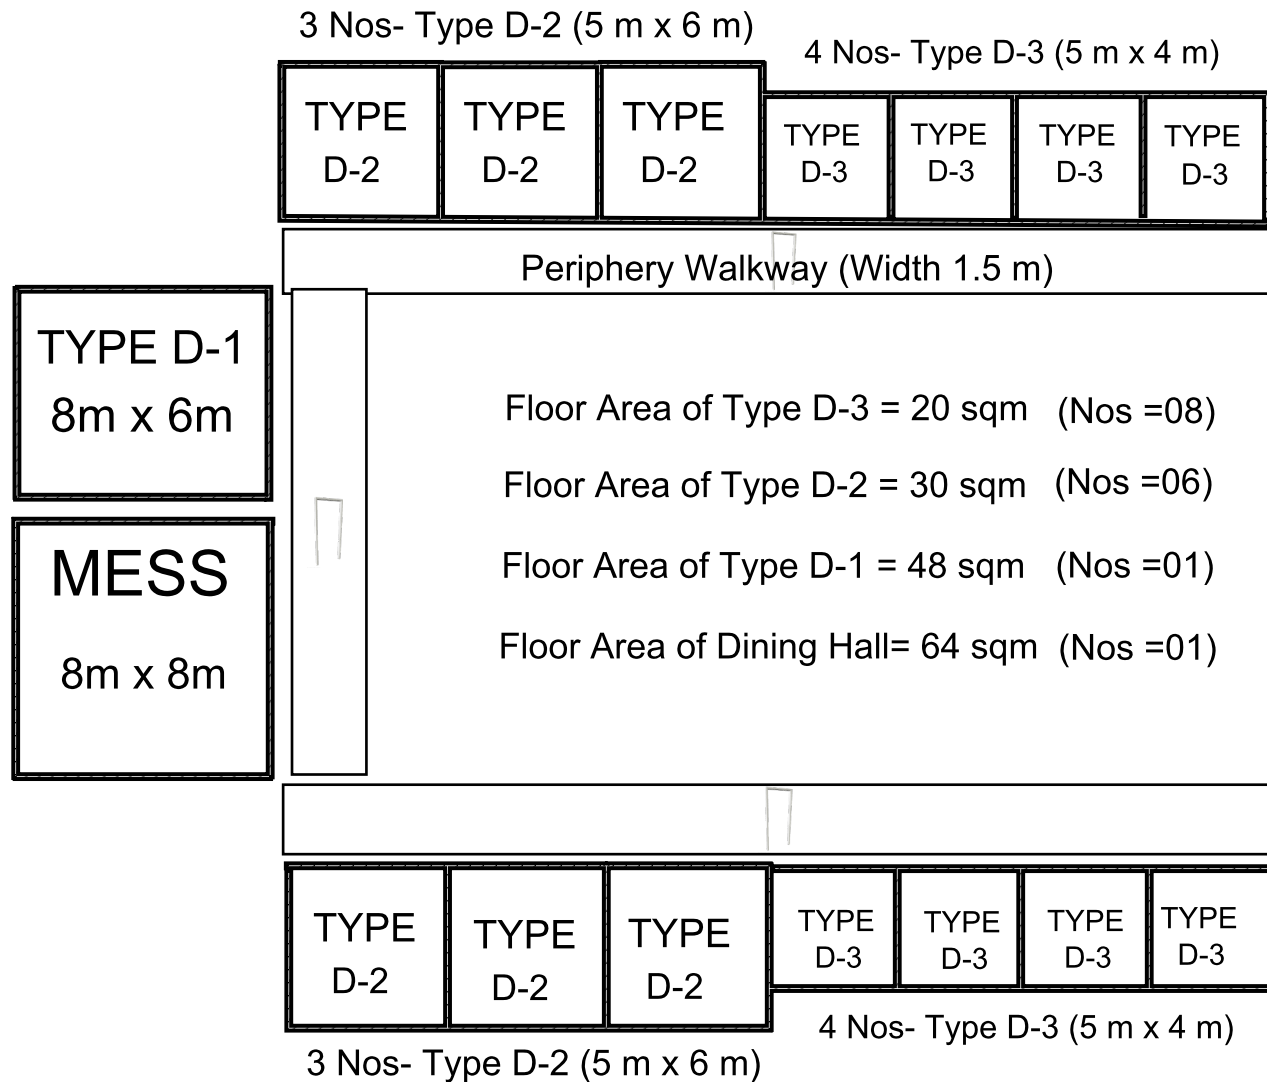 3 Nos- Type D-2 (5 m x 6 m)
4 Nos- Type D-3 (5 m x 4 m)
TYPE
D-2
TYPE
D-2
TYPE
D-2
TYPE
D-3
TYPE
D-3
TYPE
D-3
TYPE
D-3
Periphery Walkway (Width 1.5 m)
TYPE D-1
8m x 6m
MESS
8m x 8m
Floor Area of Type D-3 = 20 sqm (Nos =08)
Floor Area of Type D-2 = 30 sqm (Nos =06)
Floor Area of Type D-1 = 48 sqm (Nos =01)
Floor Area of Dining Hall= 64 sqm (Nos =01)
TYPE
D-2
TYPE
D-2
TYPE
D-2
TYPE
D-3
TYPE
D-3
TYPE
D-3
TYPE
D-3
4 Nos- Type D-3 (5 m x 4 m)
3 Nos- Type D-2 (5 m x 6 m)